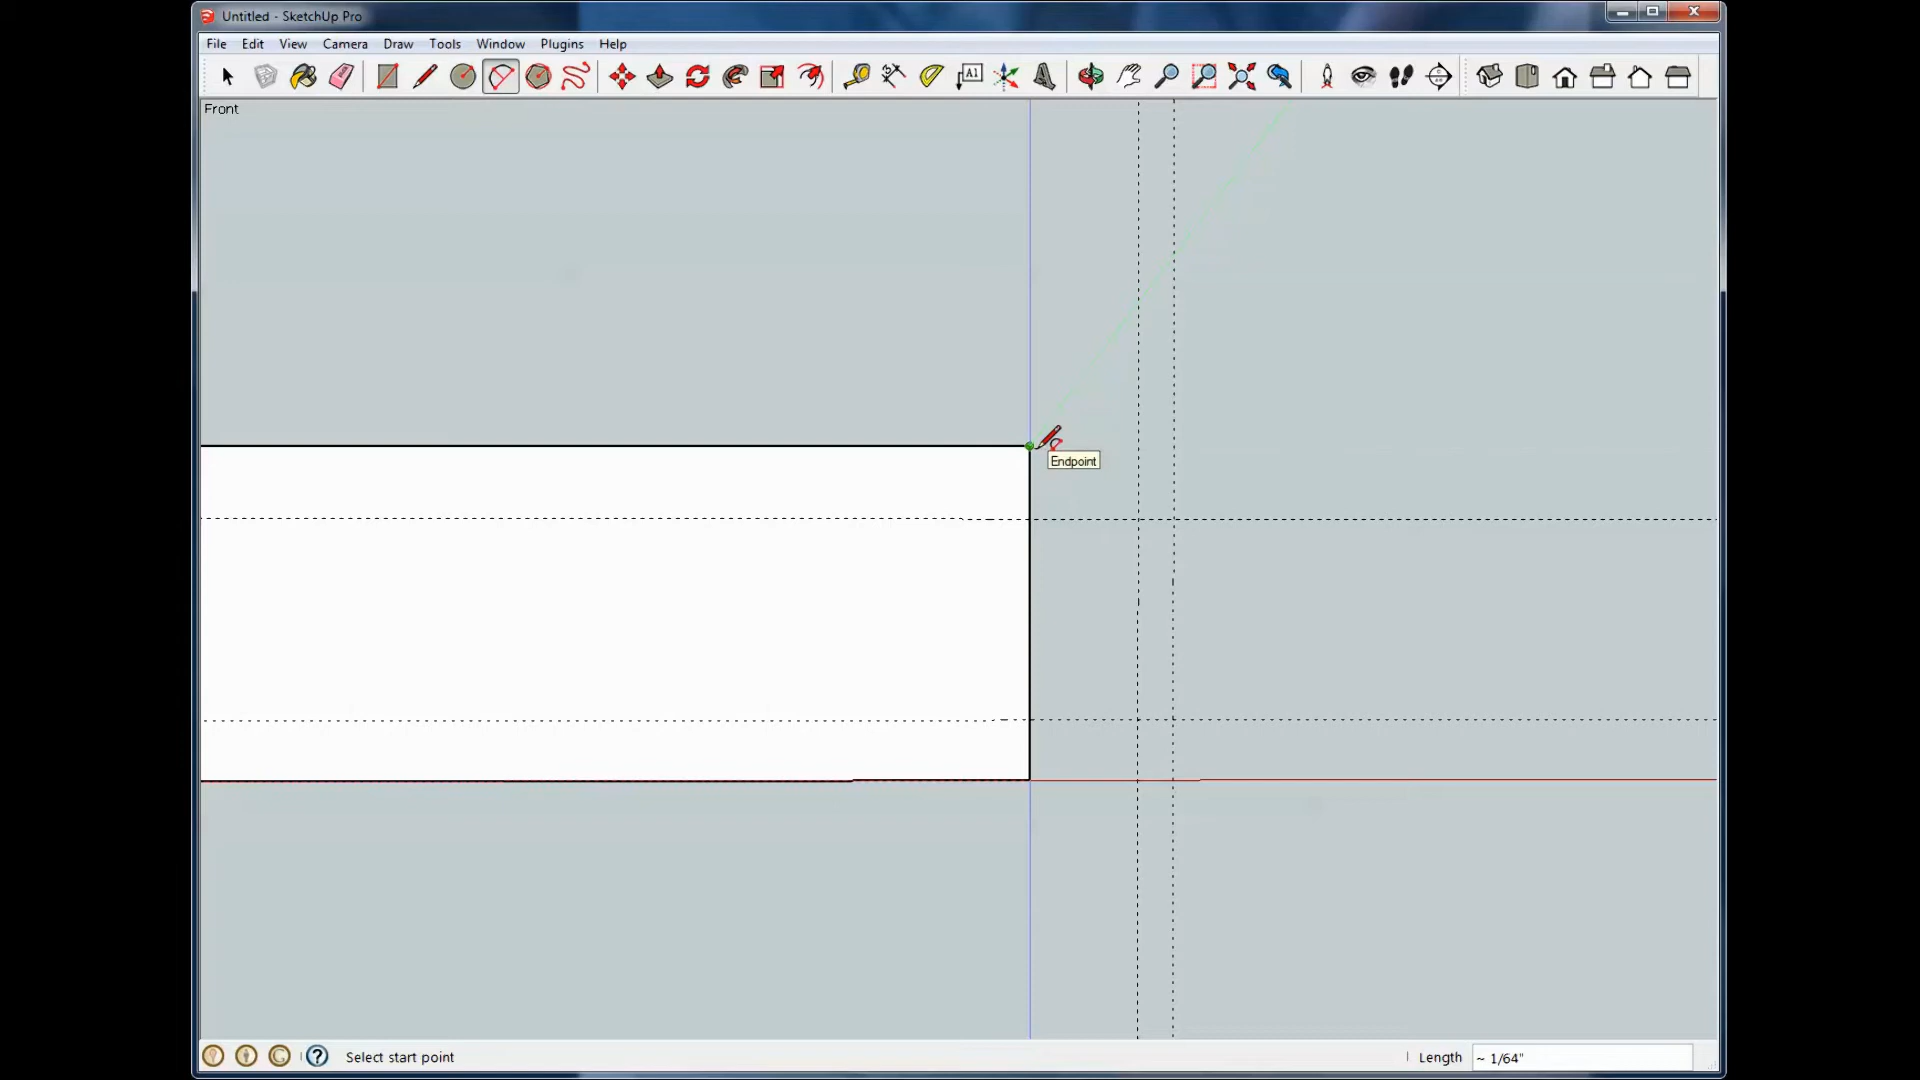 Untitled - SketchUp Pro
File Edit View Camera Draw Tools Window Plugins Help
A1
Front
Endpoint
? Select start point Length ~ 1/64"